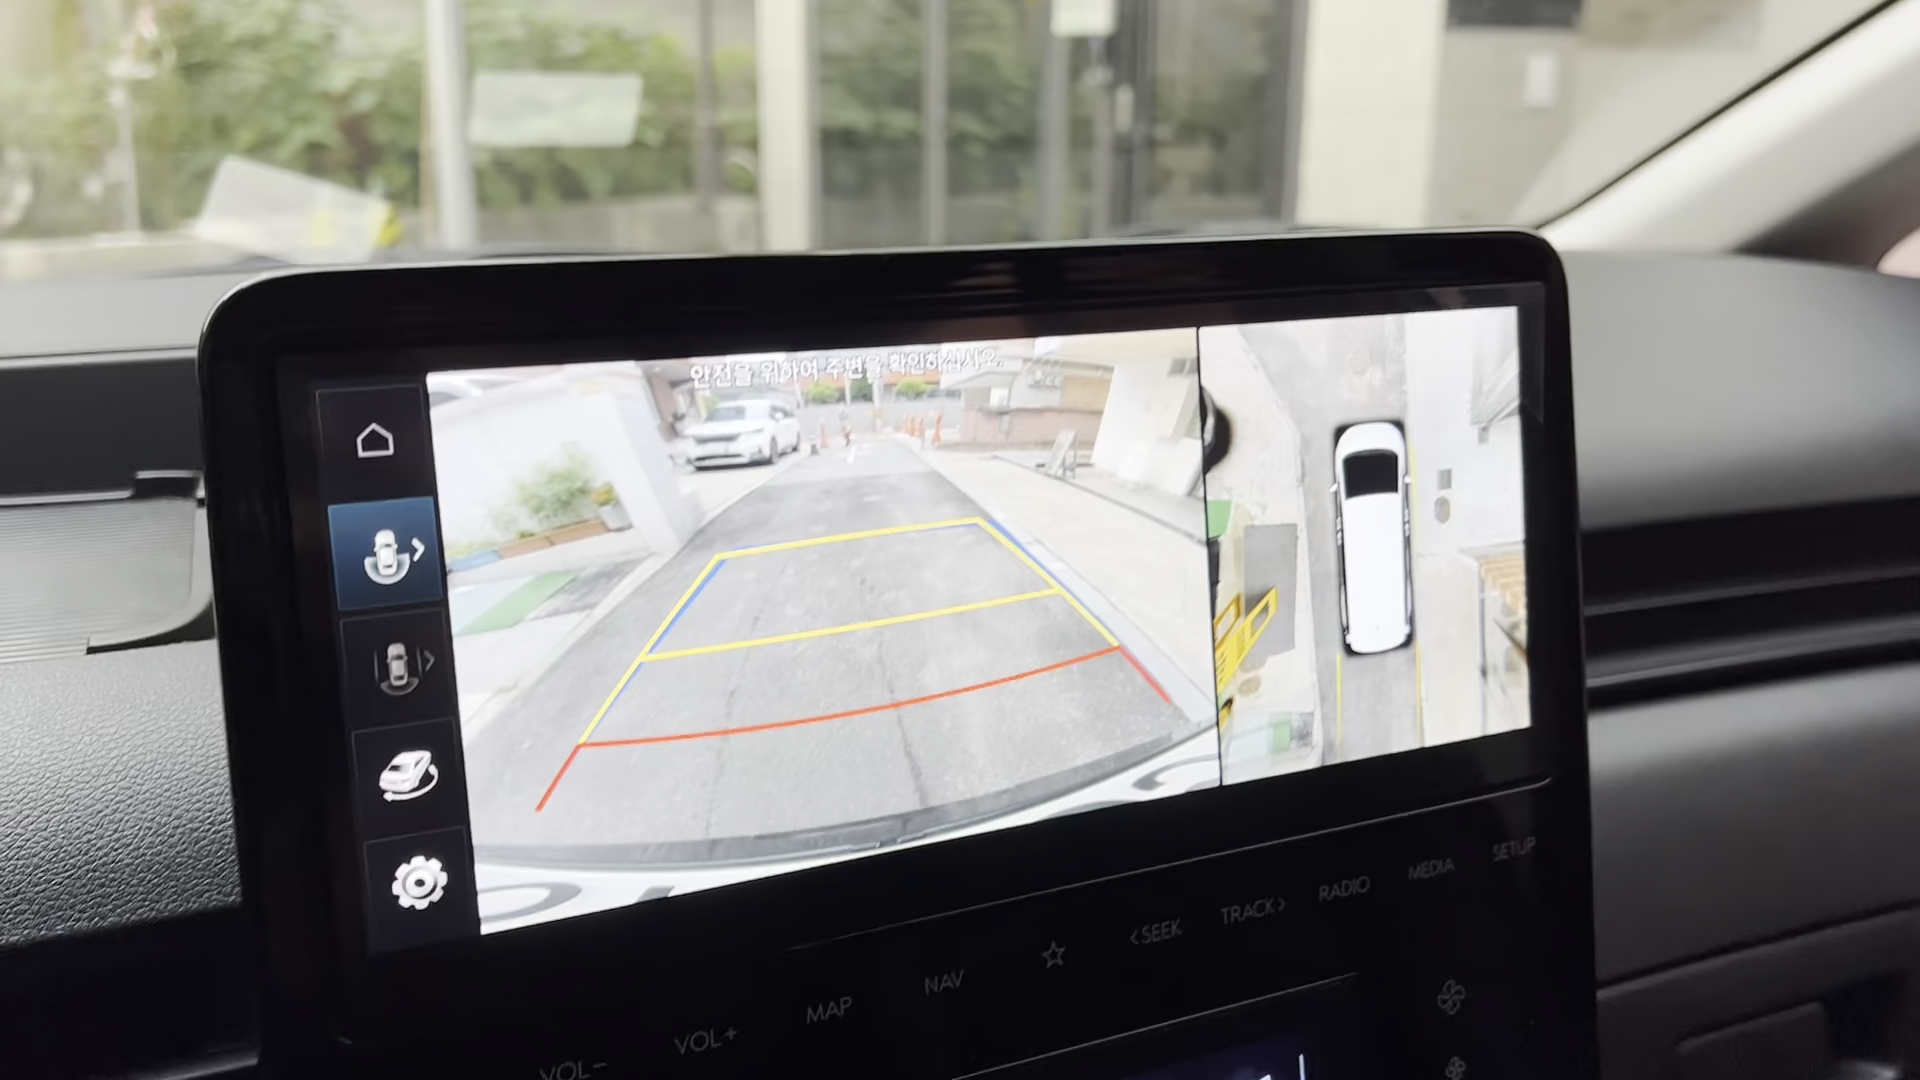 안전을 위하여 주변을 확인하십시오.
SETUP
MEDIA
RADIO
TRACK>
<SEEK
NAV
MAP
VOL+
VOL-